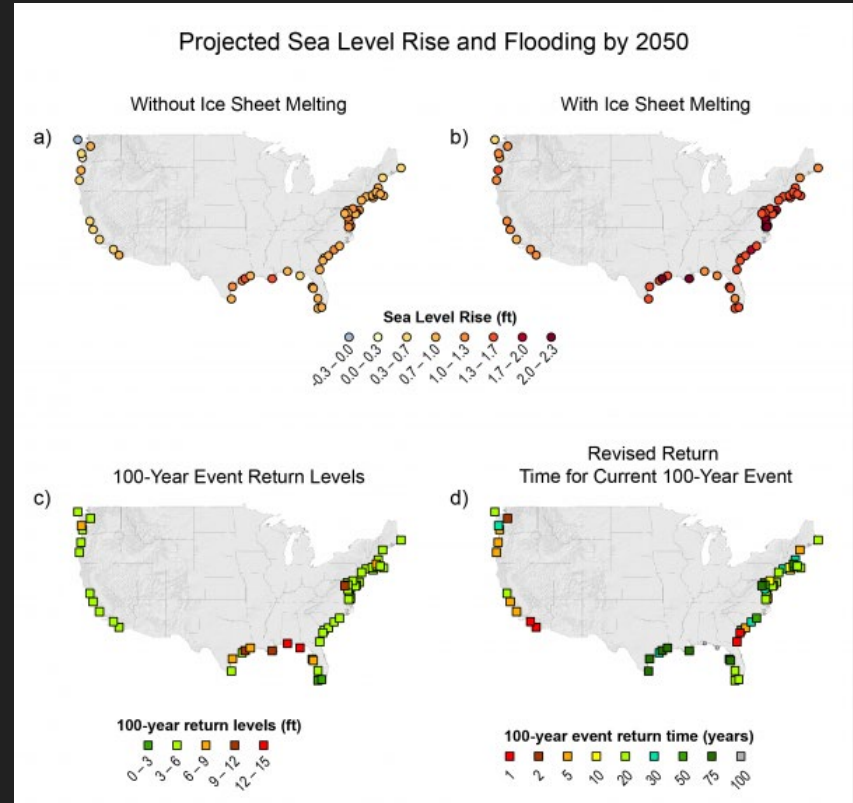 Projected Sea Level Rise and Flooding by 2050
Without Ice Sheet Melting
With Ice Sheet Melting
a)
b)
Sea Level Rise (ft)
-0.3 – 0.0
0.0 – 0.3
0.3 – 0.7
0.7 – 1.0
1.0 – 1.3
1.3 – 1.7
1.7 – 2.0
2.0 – 2.3
100-Year Event Return Levels
Revised Return
Time for Current 100-Year Event
c)
d)
100-year return levels (ft)
0 – 3
3 – 6
6 – 9
9 – 12
12 – 15
100-year event return time (years)
1
2
5
10
20
30
50
75
100